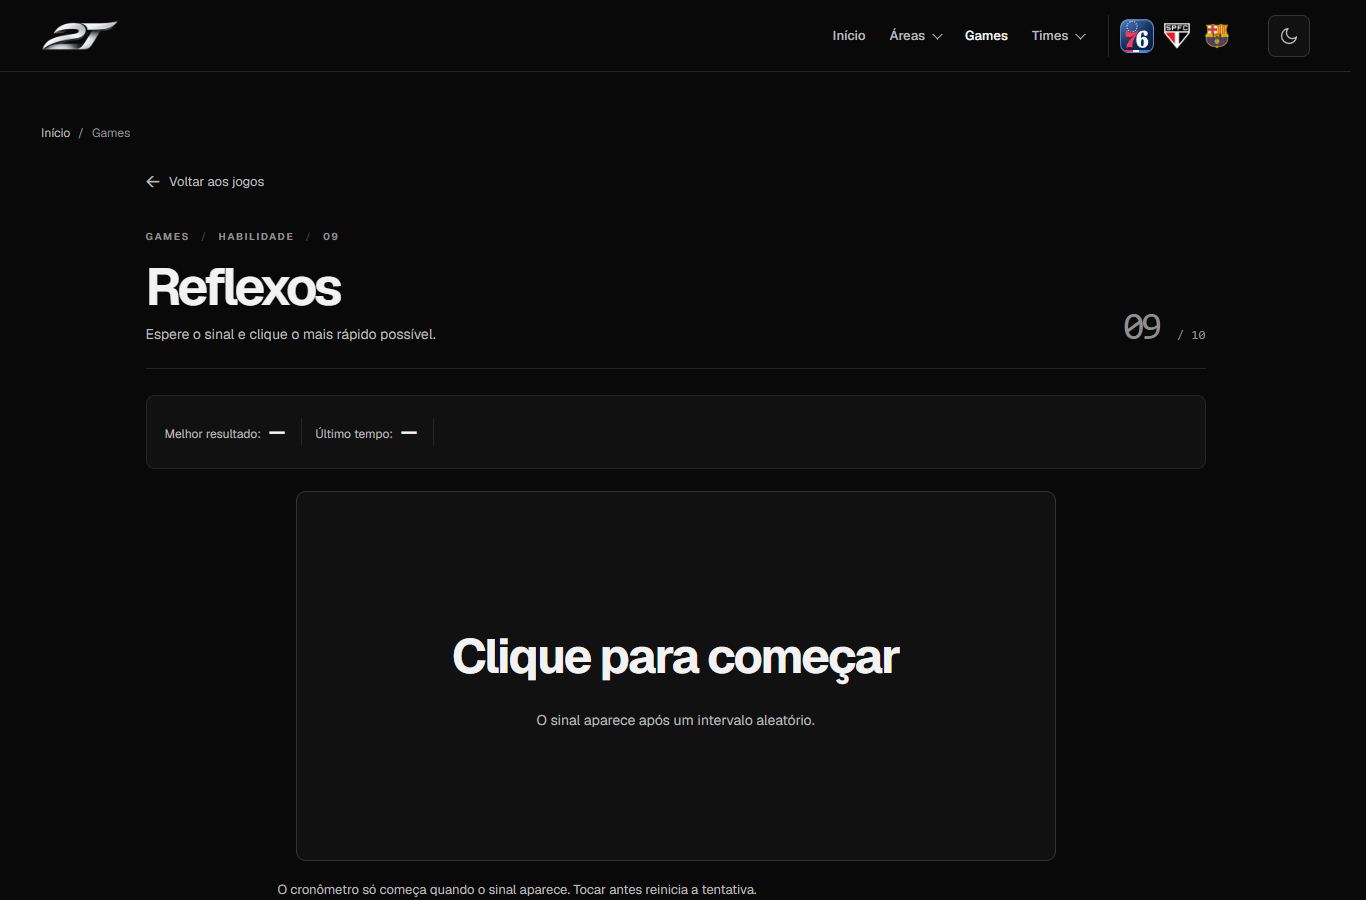 2T
Início Áreas Games Times 76 SPFC
Início / Games
Voltar aos jogos
GAMES / HABILIDADE / 09
Reflexos
Espere o sinal e clique o mais rápido possível.
09 / 10
Melhor resultado: — Último tempo: —
Clique para começar
O sinal aparece após um intervalo aleatório.
O cronômetro só começa quando o sinal aparece. Tocar antes reinicia a tentativa.